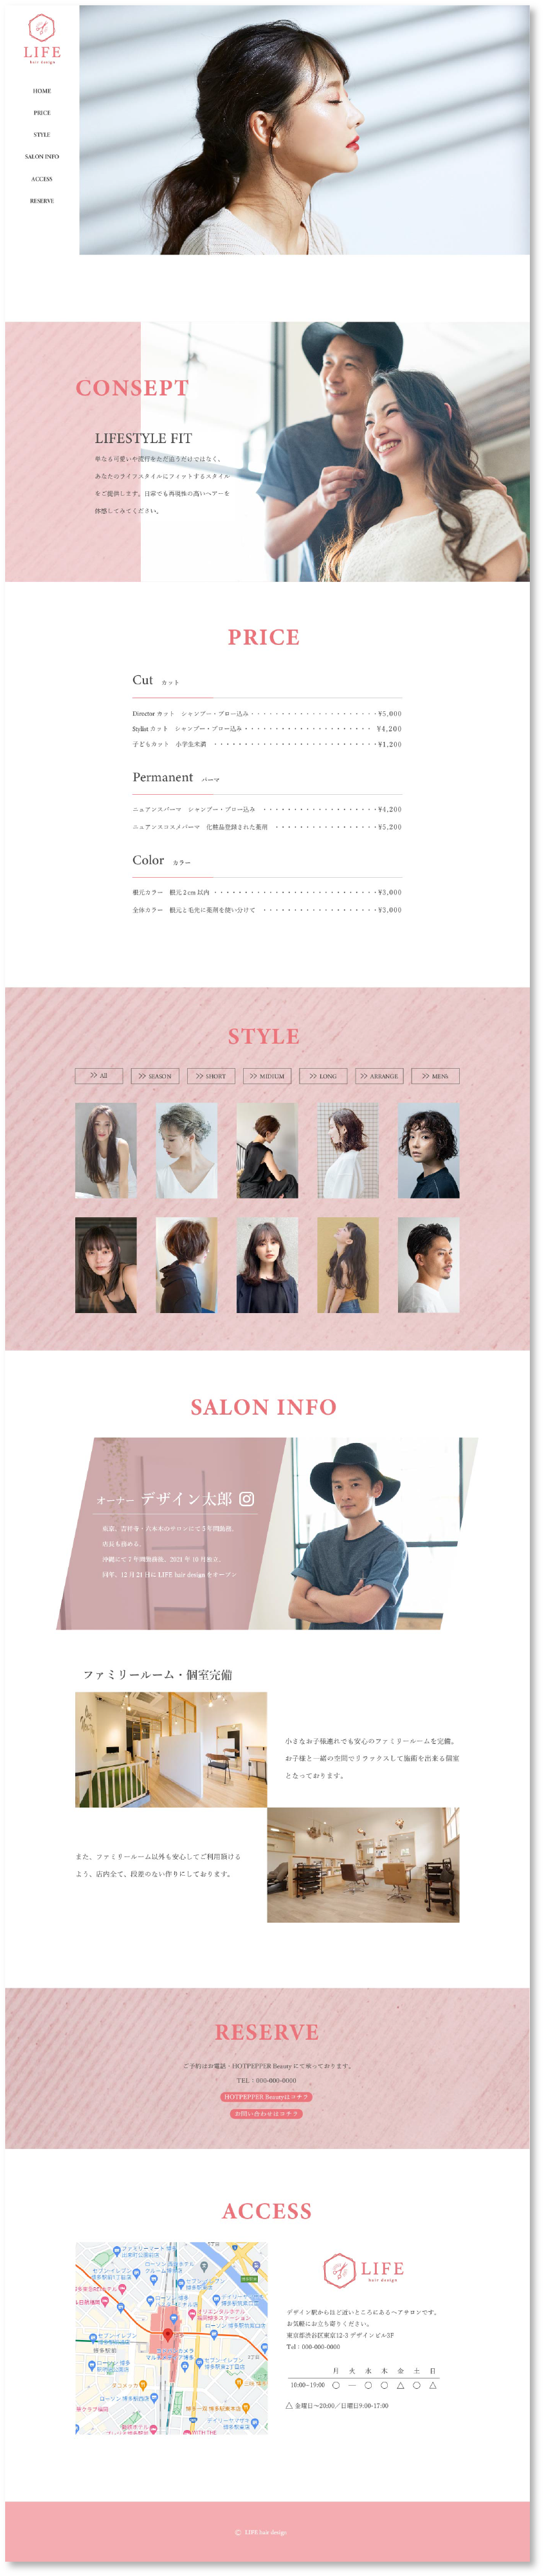 LIFE
hair design
HOME
PRICE
STYLE
SALON INFO
ACCESS
RESERVE
CONSEPT
LIFESTYLE FIT
単なる可愛いや流行をただ追うだけではなく、
あなたのライフスタイルにフィットするスタイル
をご提供します。自宅でも再現性の高いヘアーを
体感してみてください。
PRICE
Cut カット
Director カット シャンプー・ブロー込み・・・・・・・・・・・・・・・・・・・・・¥5,000
Stylist カット シャンプー・ブロー込み・・・・・・・・・・・・・・・・・・・・・ ¥4,200
子どもカット 小学生未満 ・・・・・・・・・・・・・・・・・・・・・・・・・・・¥1,200
Permanent パーマ
ニュアンスパーマ シャンプー・ブロー込み ・・・・・・・・・・・・・・・・・・・¥4,200
ニュアンスコスメパーマ 化粧品登録された薬剤 ・・・・・・・・・・・・・・・・・¥5,200
Color カラー
根元カラー 根元2cm以内 ・・・・・・・・・・・・・・・・・・・・・・・・・・・¥3,000
全体カラー 根元と毛先に薬剤を使い分けて ・・・・・・・・・・・・・・・・・・・¥3,000
STYLE
>> All >> SEASON >> SHORT >> MIDIUM >> LONG >> ARRANGE >> MENS
SALON INFO
オーナー デザイン太郎
東京、吉祥寺・六本木のサロンにて5年間勤務。
店長も務める。
沖縄にて7年間勤務後、2021年10月独立。
同年、12月24日にLIFE hair designをオープン
ファミリールーム・個室完備
小さなお子様連れでも安心のファミリールームを完備。
お子様と一緒の空間でリラックスして施術を出来る個室
となっております。
また、ファミリールーム以外も安心してご利用頂ける
よう、店内全て、段差のない作りにしております。
RESERVE
ご予約はお電話・HOTPEPPER Beautyにて承っております。
TEL：000-000-0000
HOTPEPPER Beautyはコチラ
お問い合わせはコチラ
ACCESS
LIFE
hair design
デザイン駅からほど近いところにあるヘアサロンです。
お気軽にお立ち寄りください。
東京都渋谷区東京12-3 デザインビル5F
Tel：000-000-0000
月 火 水 木 金 土 日
10:00~19:00 ○ ― ○ ○ △ ○ △
△ 金曜日～20:00／日曜日9:00-17:00
© LIFE hair design